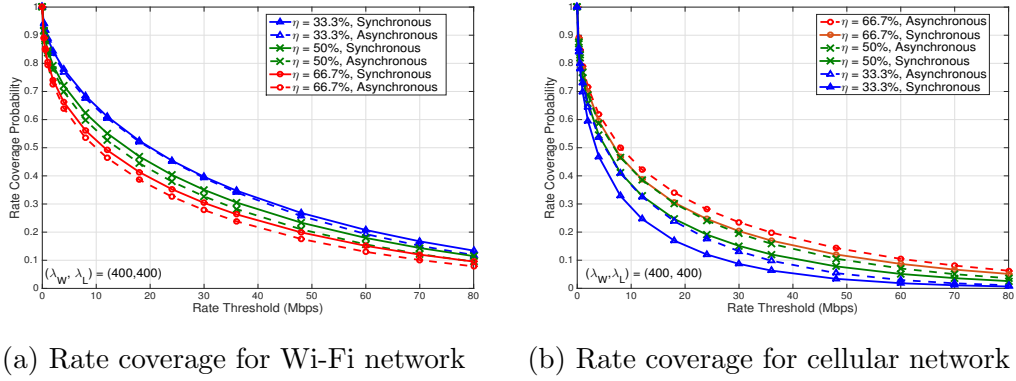 η = 33.3%, Synchronous
η = 33.3%, Asynchronous
η = 50%, Synchronous
η = 50%, Asynchronous
η = 66.7%, Synchronous
η = 66.7%, Asynchronous
Rate Coverage Probability
1
0.9
0.8
0.7
0.6
0.5
0.4
0.3
0.2
0.1
0
(λ_W, λ_L) = (400,400)
0 10 20 30 40 50 60 70 80
Rate Threshold (Mbps)
(a) Rate coverage for Wi-Fi network
η = 66.7%, Asynchronous
η = 66.7%, Synchronous
η = 50%, Asynchronous
η = 50%, Synchronous
η = 33.3%, Asynchronous
η = 33.3%, Synchronous
Rate Coverage Probability
1
0.9
0.8
0.7
0.6
0.5
0.4
0.3
0.2
0.1
0
(λ_W,λ_L) = (400, 400)
0 10 20 30 40 50 60 70 80
Rate Threshold (Mbps)
(b) Rate coverage for cellular network